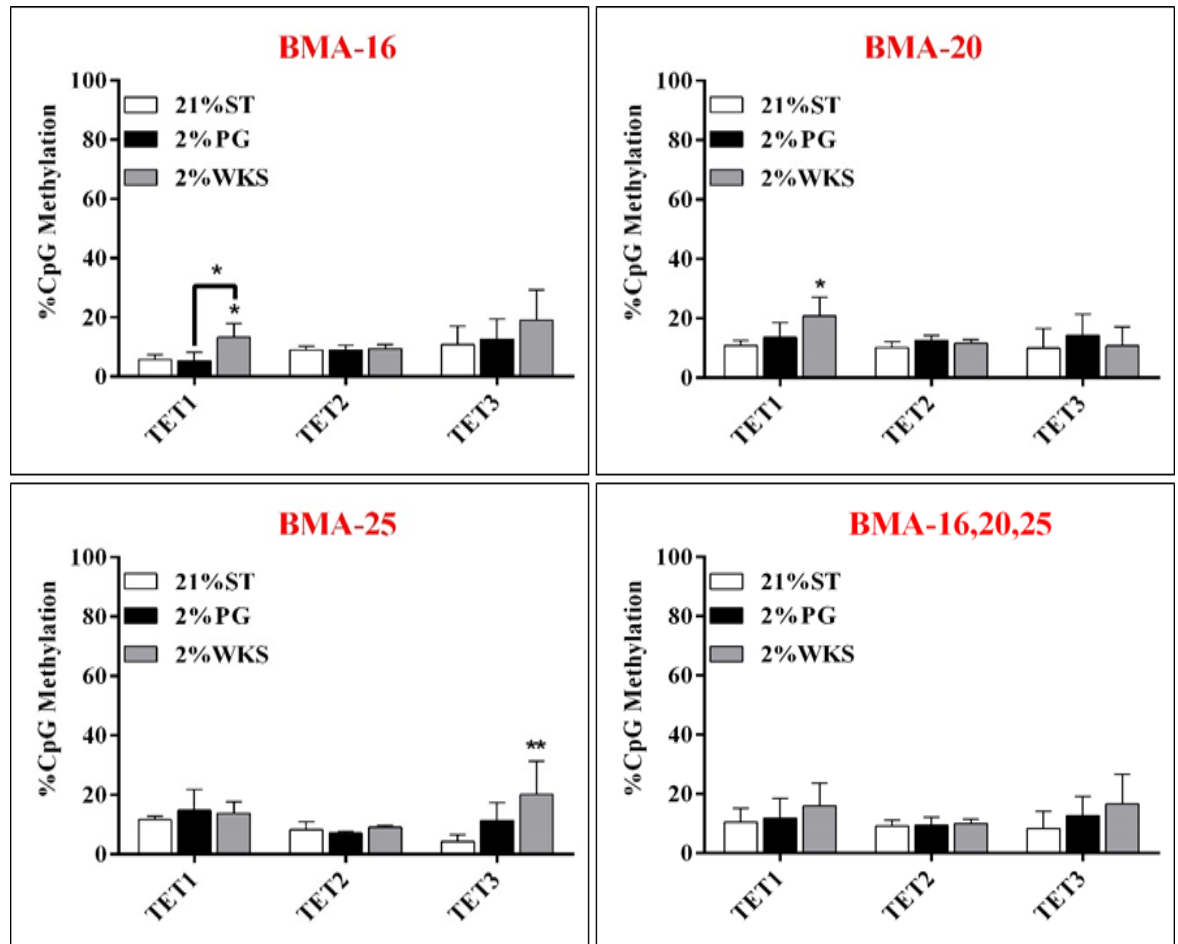 BMA-16
%CpG Methylation
100
80
60
40
20
0
21%ST
2%PG
2%WKS
*
*
TET1
TET2
TET3
BMA-20
%CpG Methylation
100
80
60
40
20
0
21%ST
2%PG
2%WKS
*
TET1
TET2
TET3
BMA-25
%CpG Methylation
100
80
60
40
20
0
21%ST
2%PG
2%WKS
**
TET1
TET2
TET3
BMA-16,20,25
%CpG Methylation
100
80
60
40
20
0
21%ST
2%PG
2%WKS
TET1
TET2
TET3